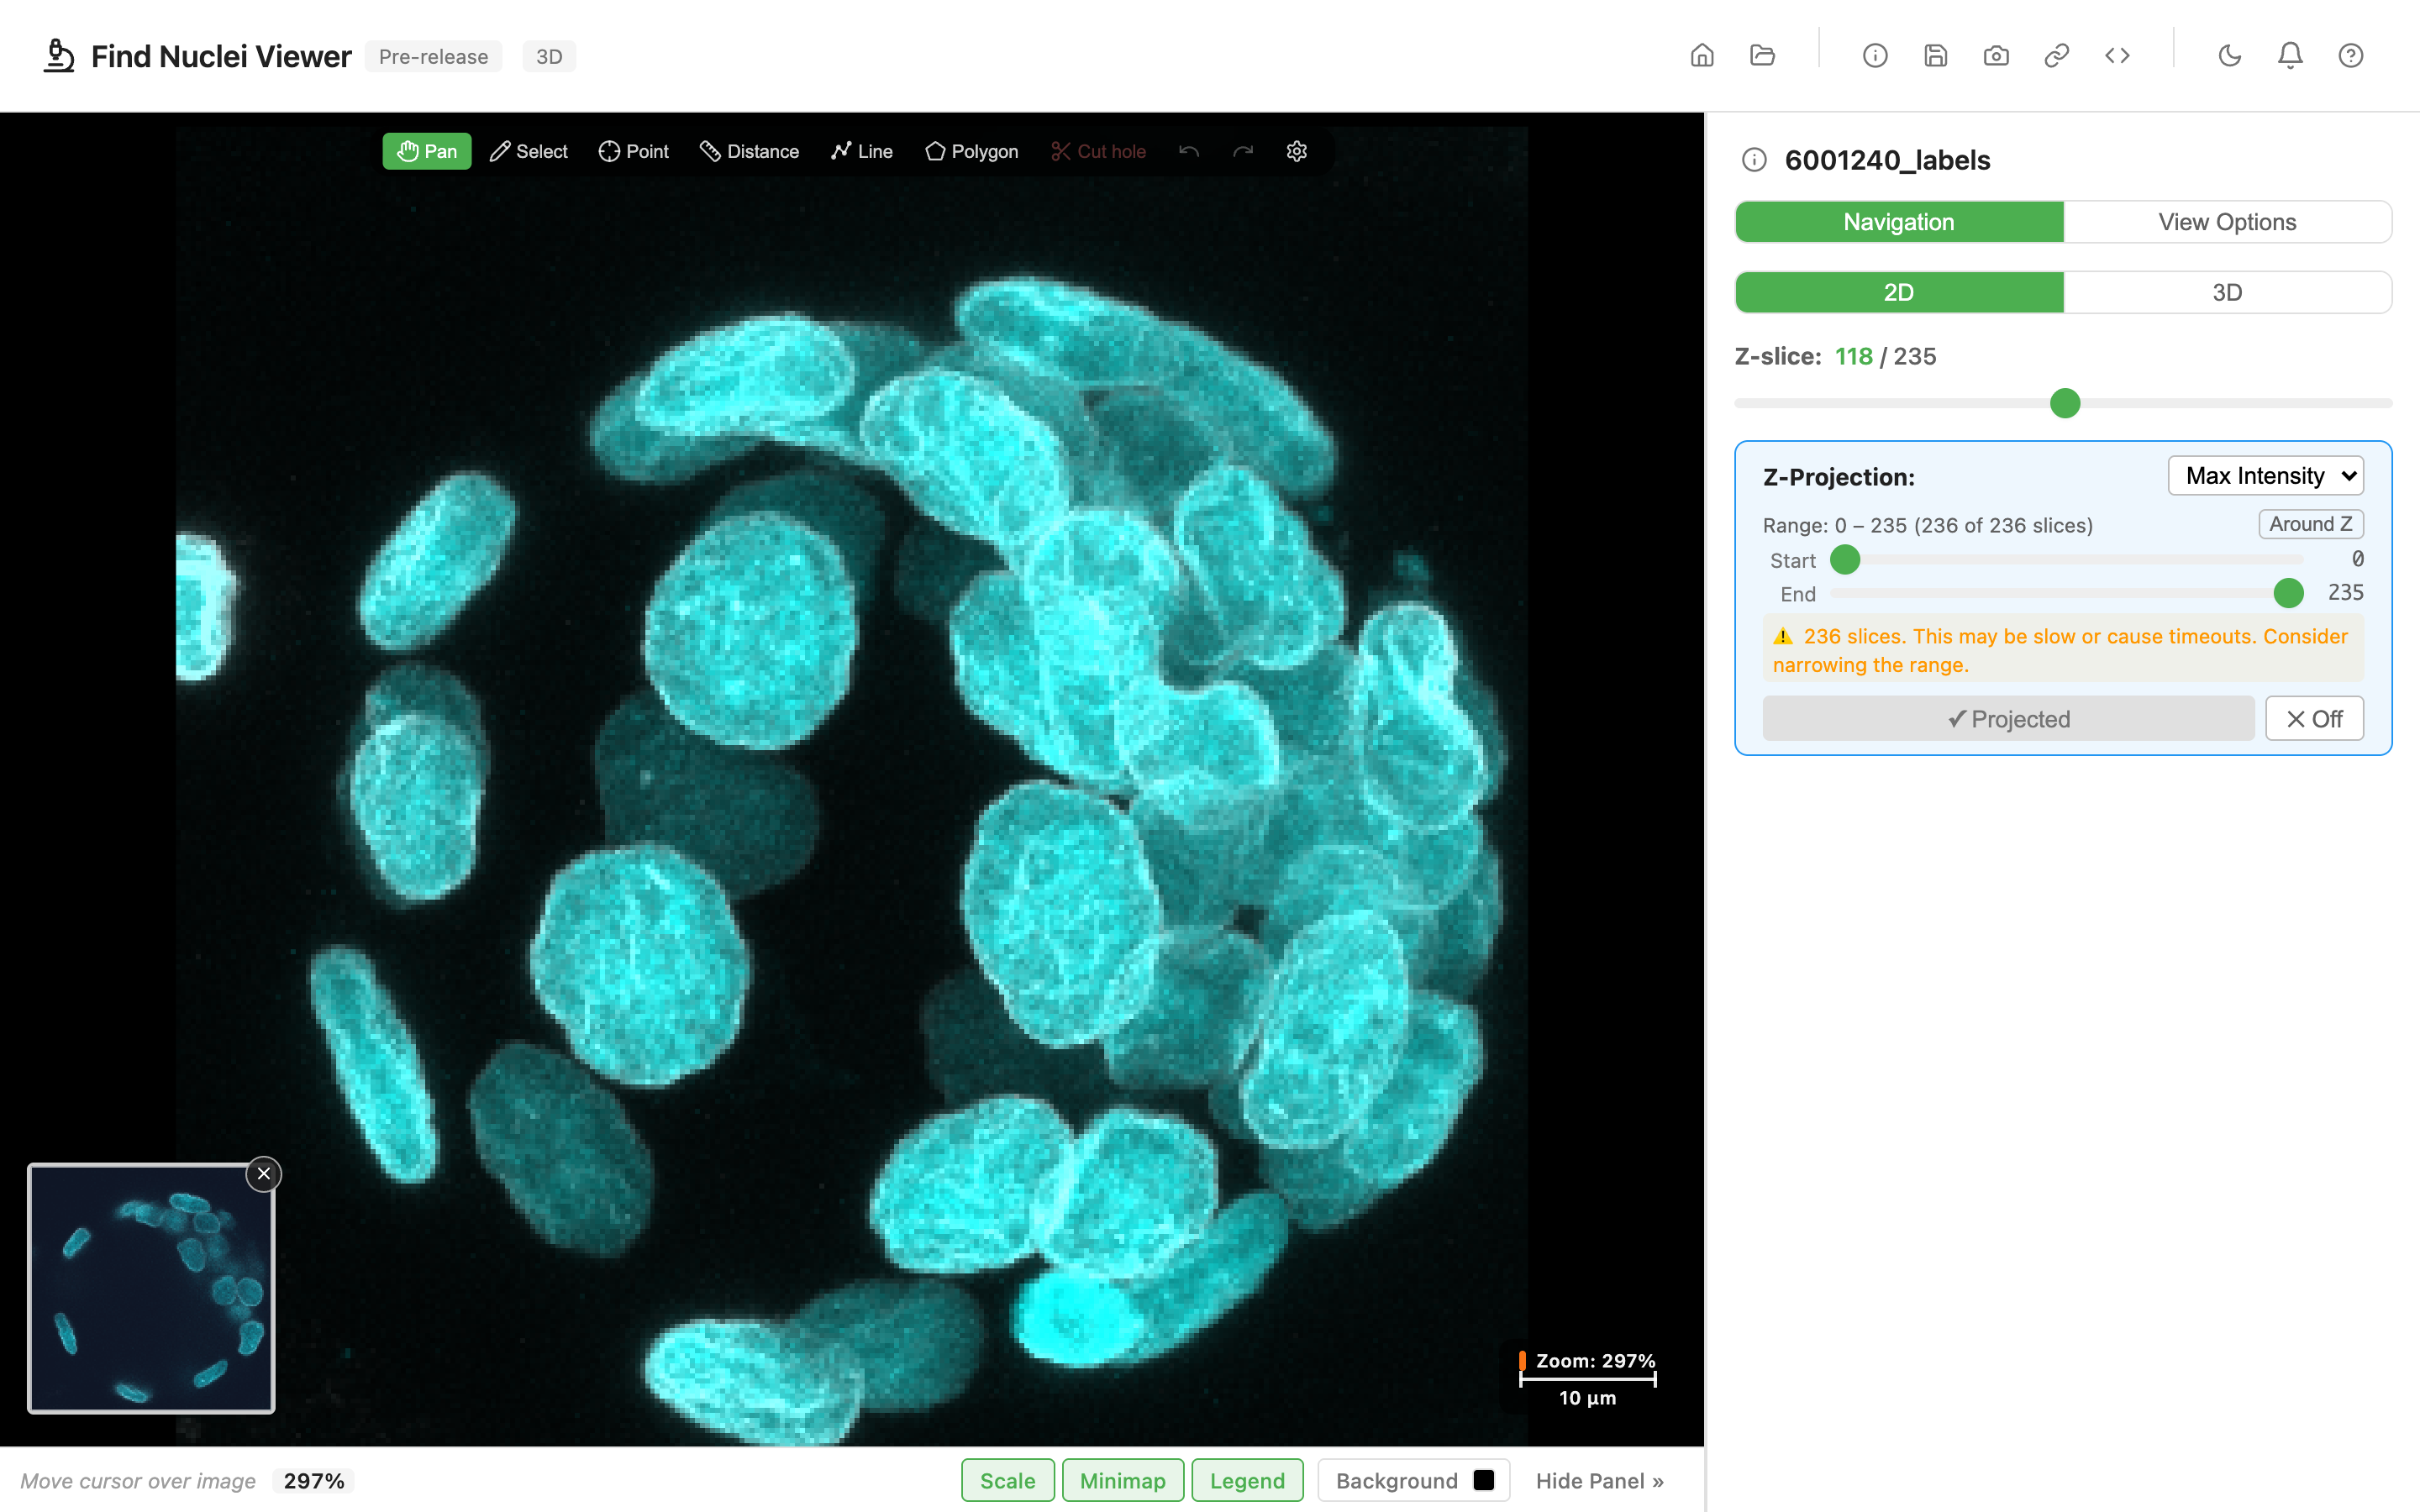 Find Nuclei Viewer Pre-release 3D
Pan Select Point Distance Line Polygon Cut hole
6001240_labels
Navigation View Options
2D 3D
Z-slice: 118 / 235
Z-Projection: Max Intensity
Range: 0 – 235 (236 of 236 slices) Around Z
Start 0
End 235
⚠ 236 slices. This may be slow or cause timeouts. Consider
narrowing the range.
✓ Projected ✕ Off
Zoom: 297%
10 μm
Move cursor over image 297% Scale Minimap Legend Background Hide Panel »